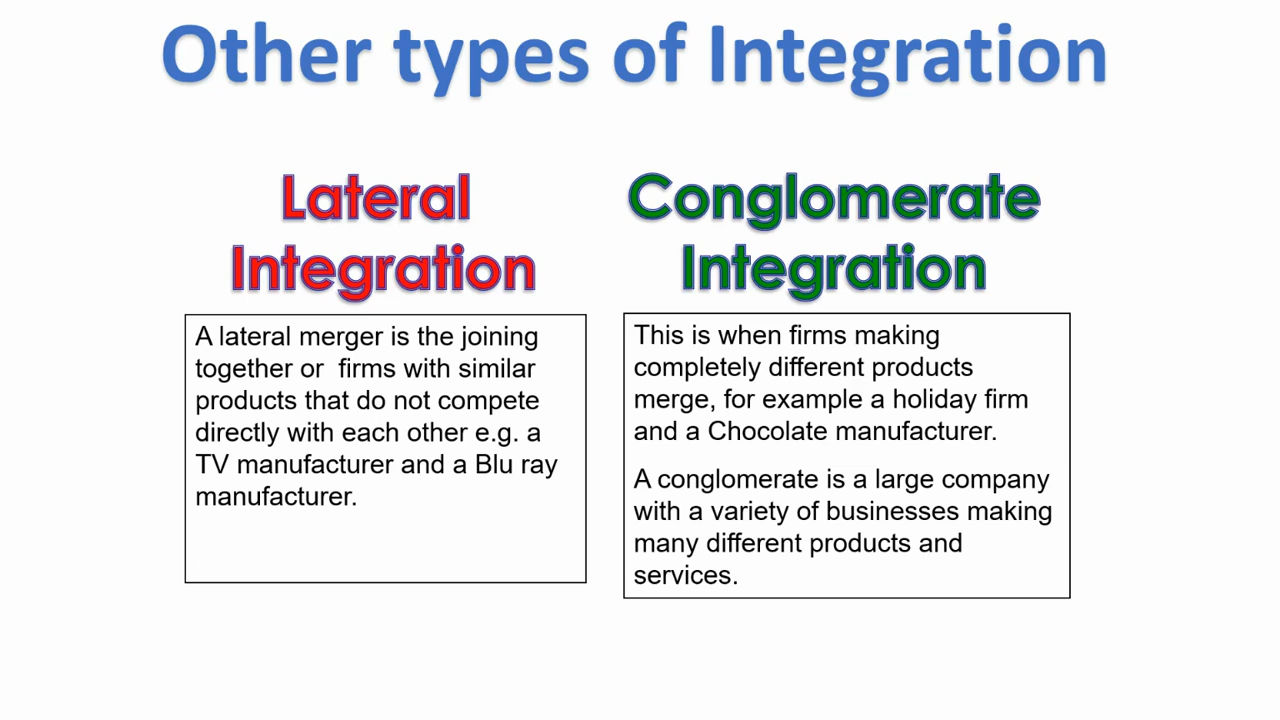 Other types of Integration
Lateral
Integration
A lateral merger is the joining
together or  firms with similar
products that do not compete
directly with each other e.g. a
TV manufacturer and a Blu ray
manufacturer.
Conglomerate
Integration
This is when firms making
completely different products
merge, for example a holiday firm
and a Chocolate manufacturer.
A conglomerate is a large company
with a variety of businesses making
many different products and
services.